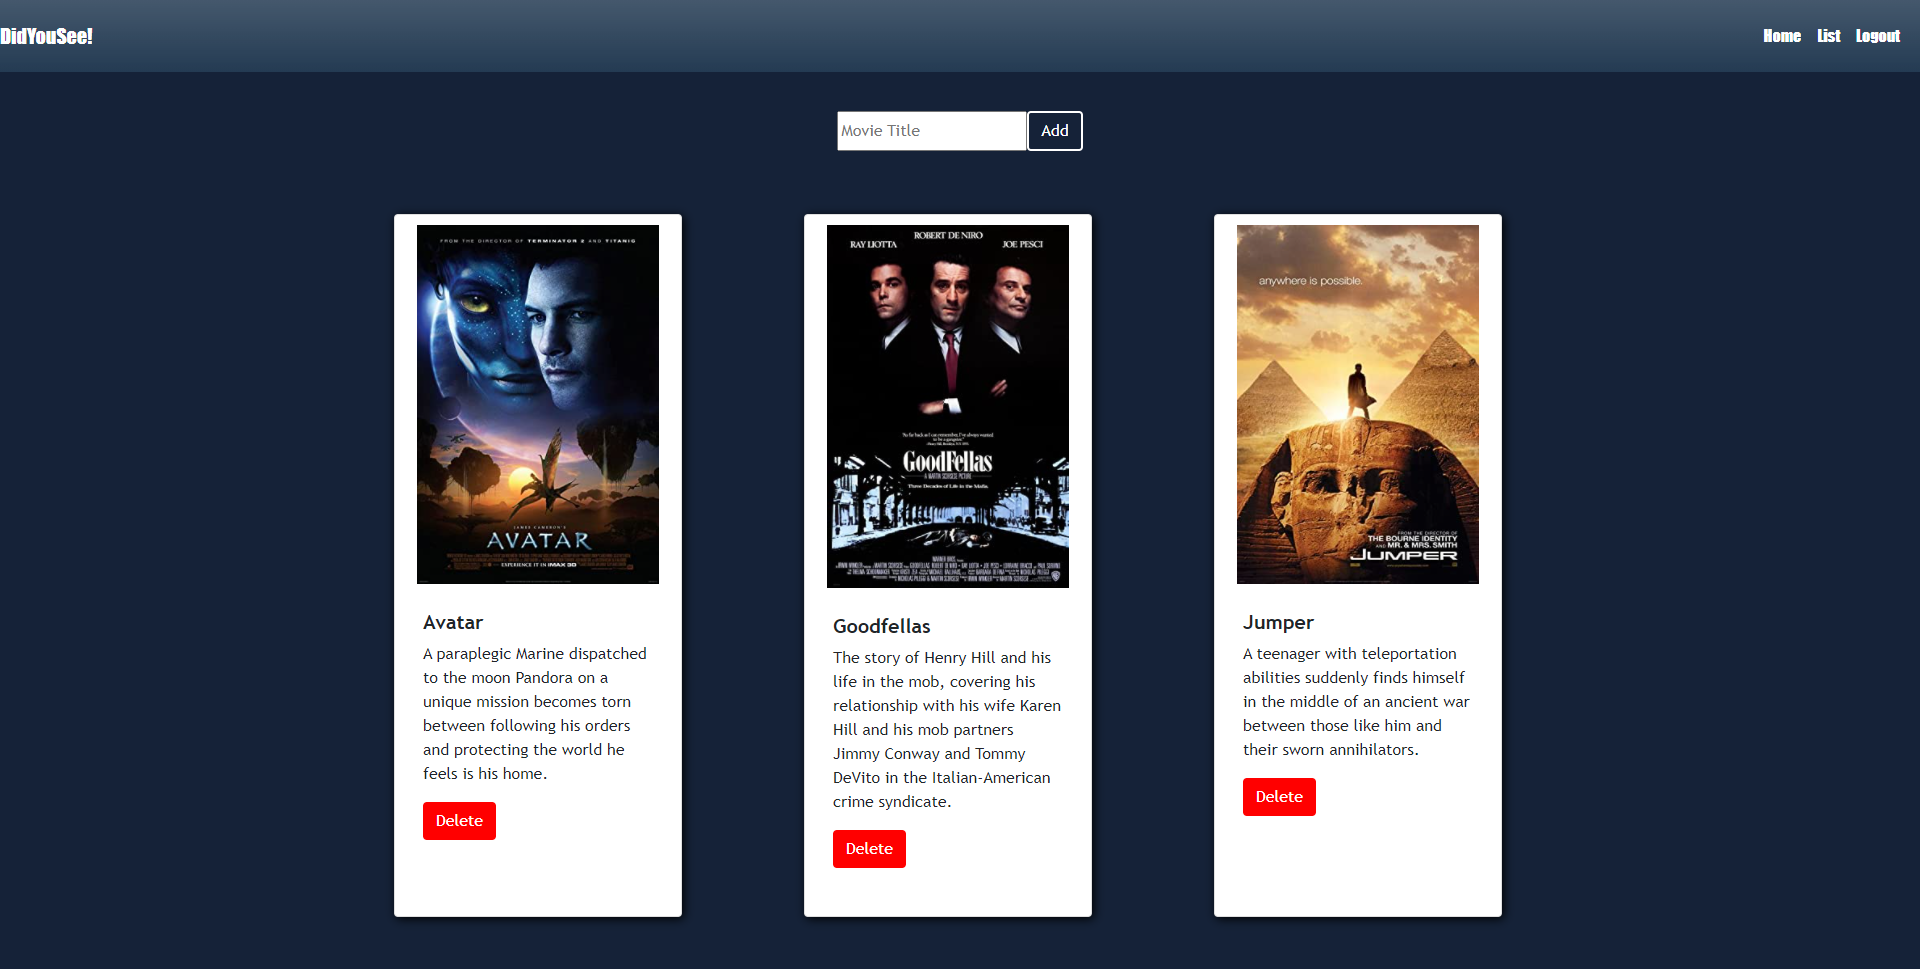 DidYouSee!
Home List Logout
Movie Title Add
FROM THE DIRECTOR OF TERMINATOR 2 AND TITANIC
JAMES CAMERON'S
AVATAR
EXPERIENCE IT IN IMAX 3D
Avatar
A paraplegic Marine dispatched
to the moon Pandora on a
unique mission becomes torn
between following his orders
and protecting the world he
feels is his home.
Delete
ROBERT DE NIRO
RAY LIOTTA JOE PESCI
GoodFellas
A MARTIN SCORSESE PICTURE
Three Decades of Life in the Mafia.
Goodfellas
The story of Henry Hill and his
life in the mob, covering his
relationship with his wife Karen
Hill and his mob partners
Jimmy Conway and Tommy
DeVito in the Italian-American
crime syndicate.
Delete
anywhere is possible.
FROM THE DIRECTOR OF
THE BOURNE IDENTITY
AND MR. & MRS. SMITH
JUMPER
Jumper
A teenager with teleportation
abilities suddenly finds himself
in the middle of an ancient war
between those like him and
their sworn annihilators.
Delete